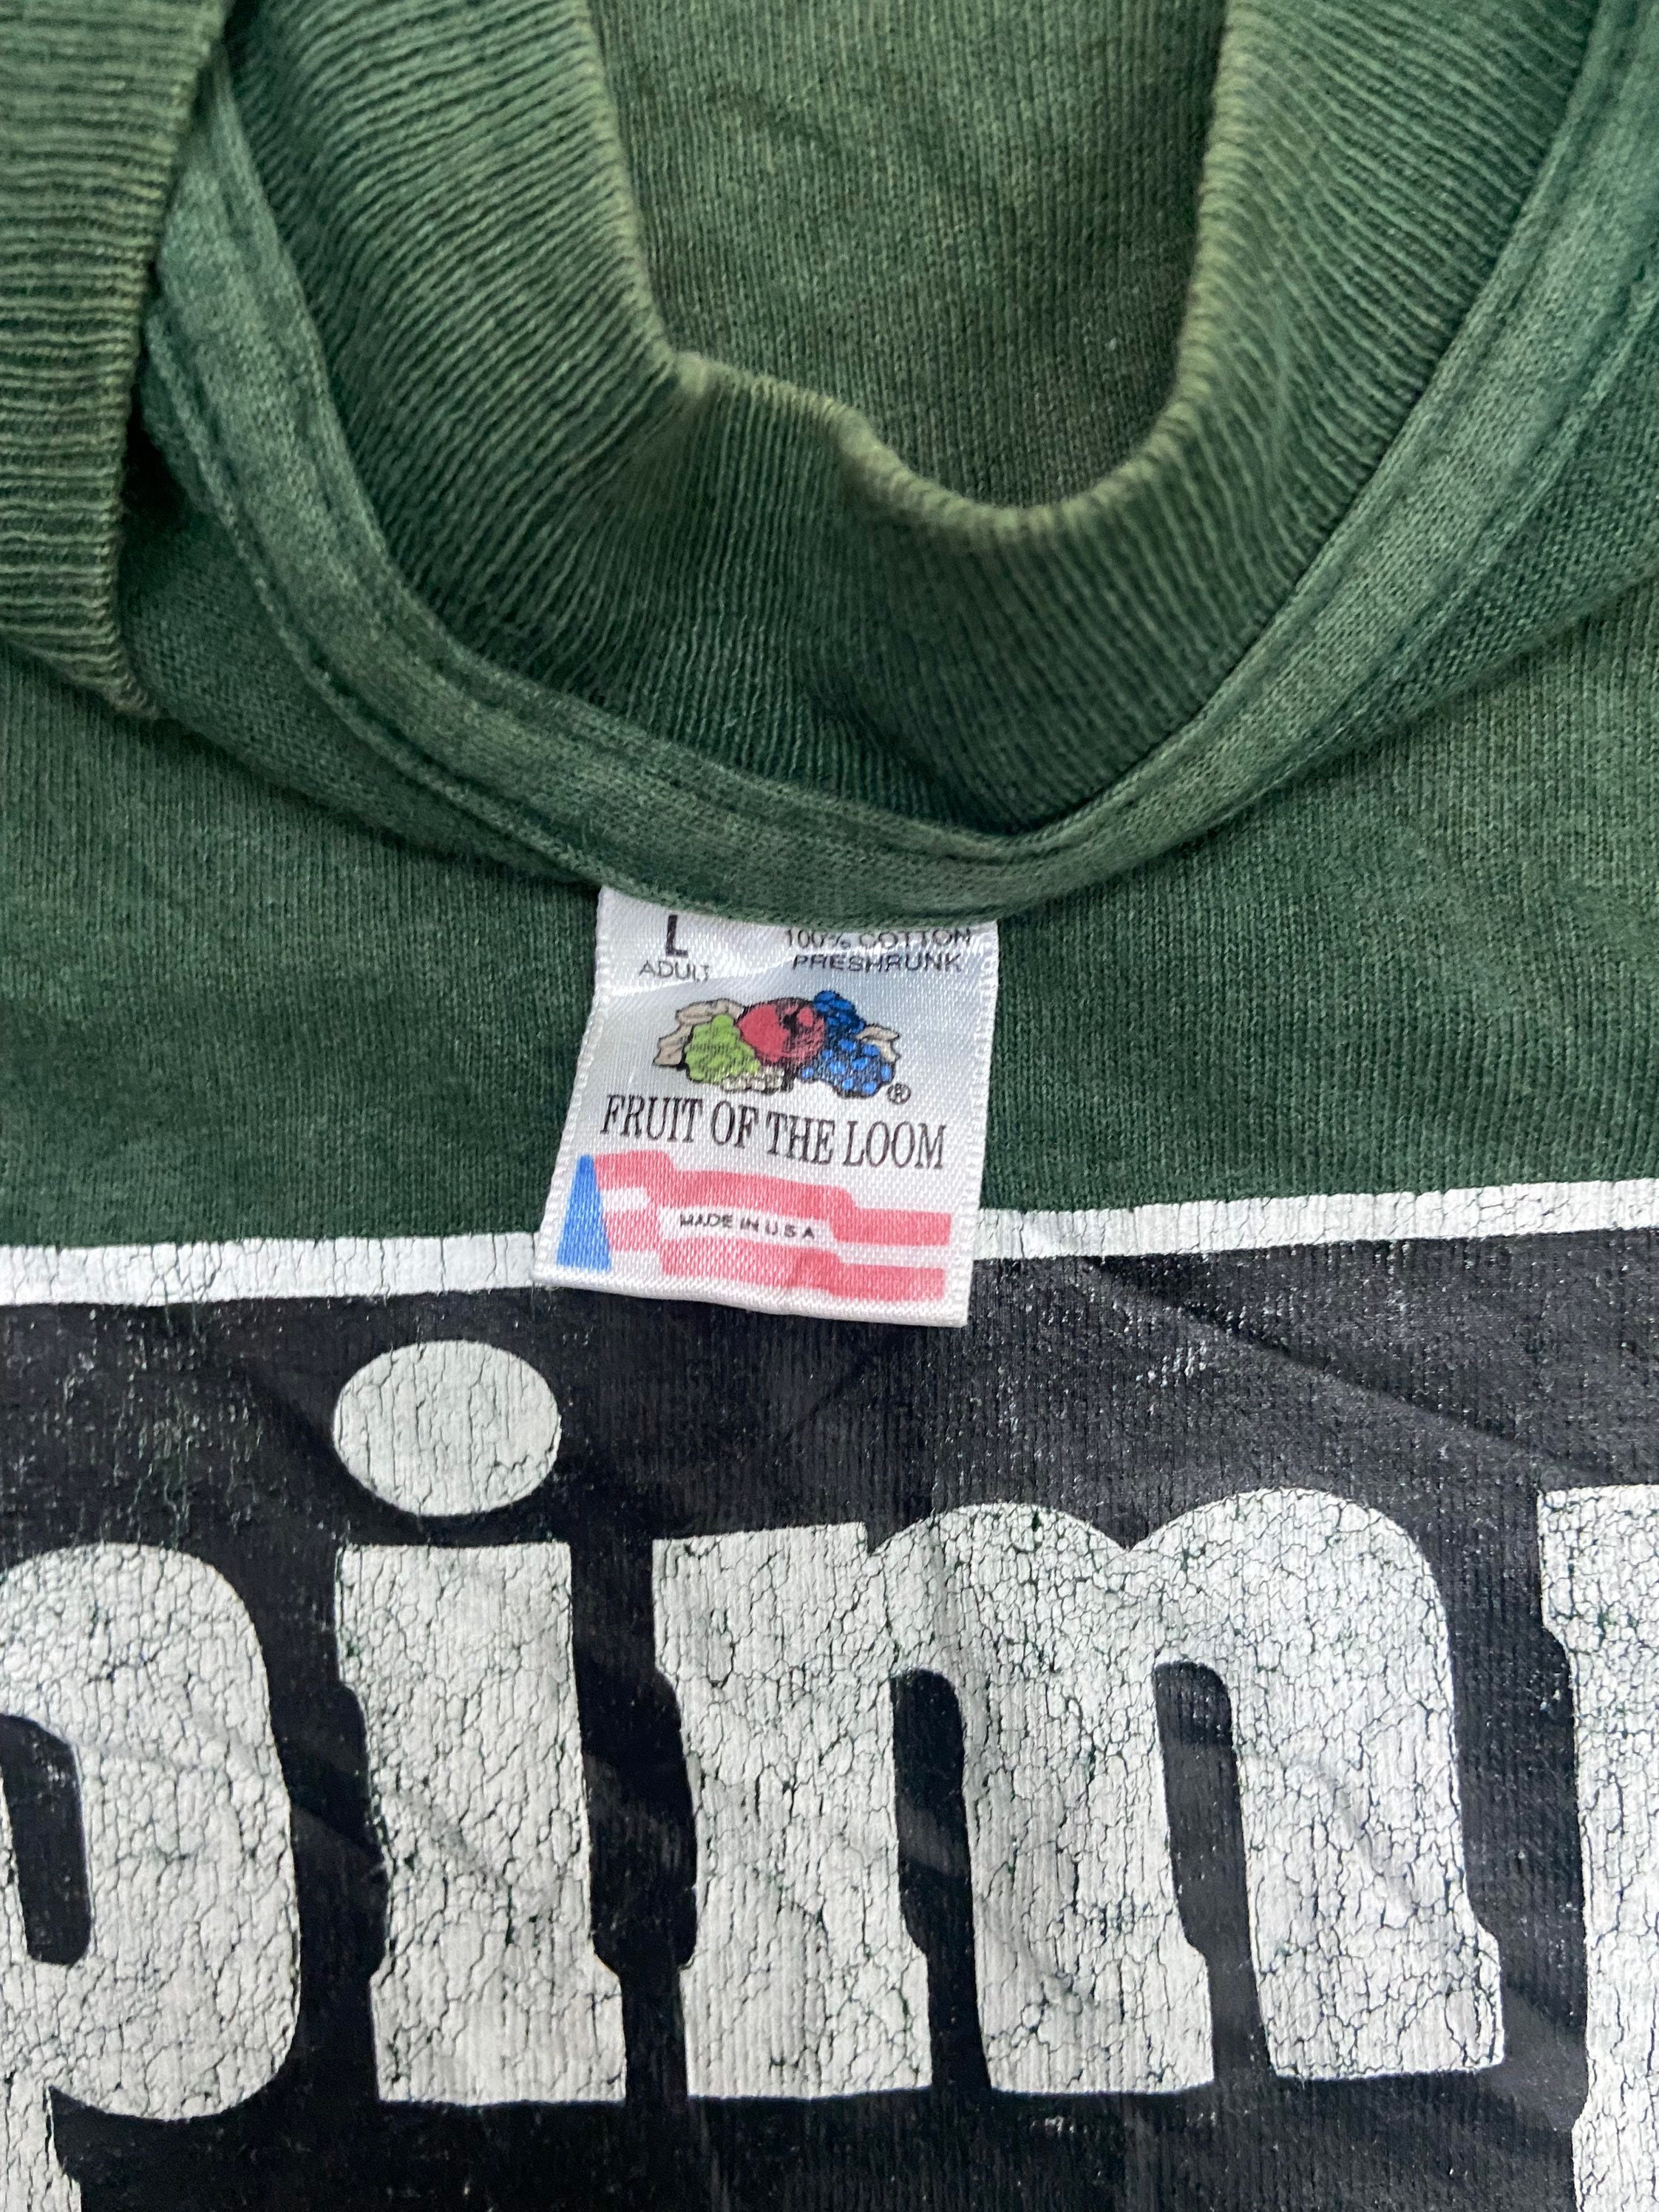 L
100% COTTON
ADULT
PRESHRUNK
®
FRUIT OF THE LOOM
MADE IN U.S.A
pim